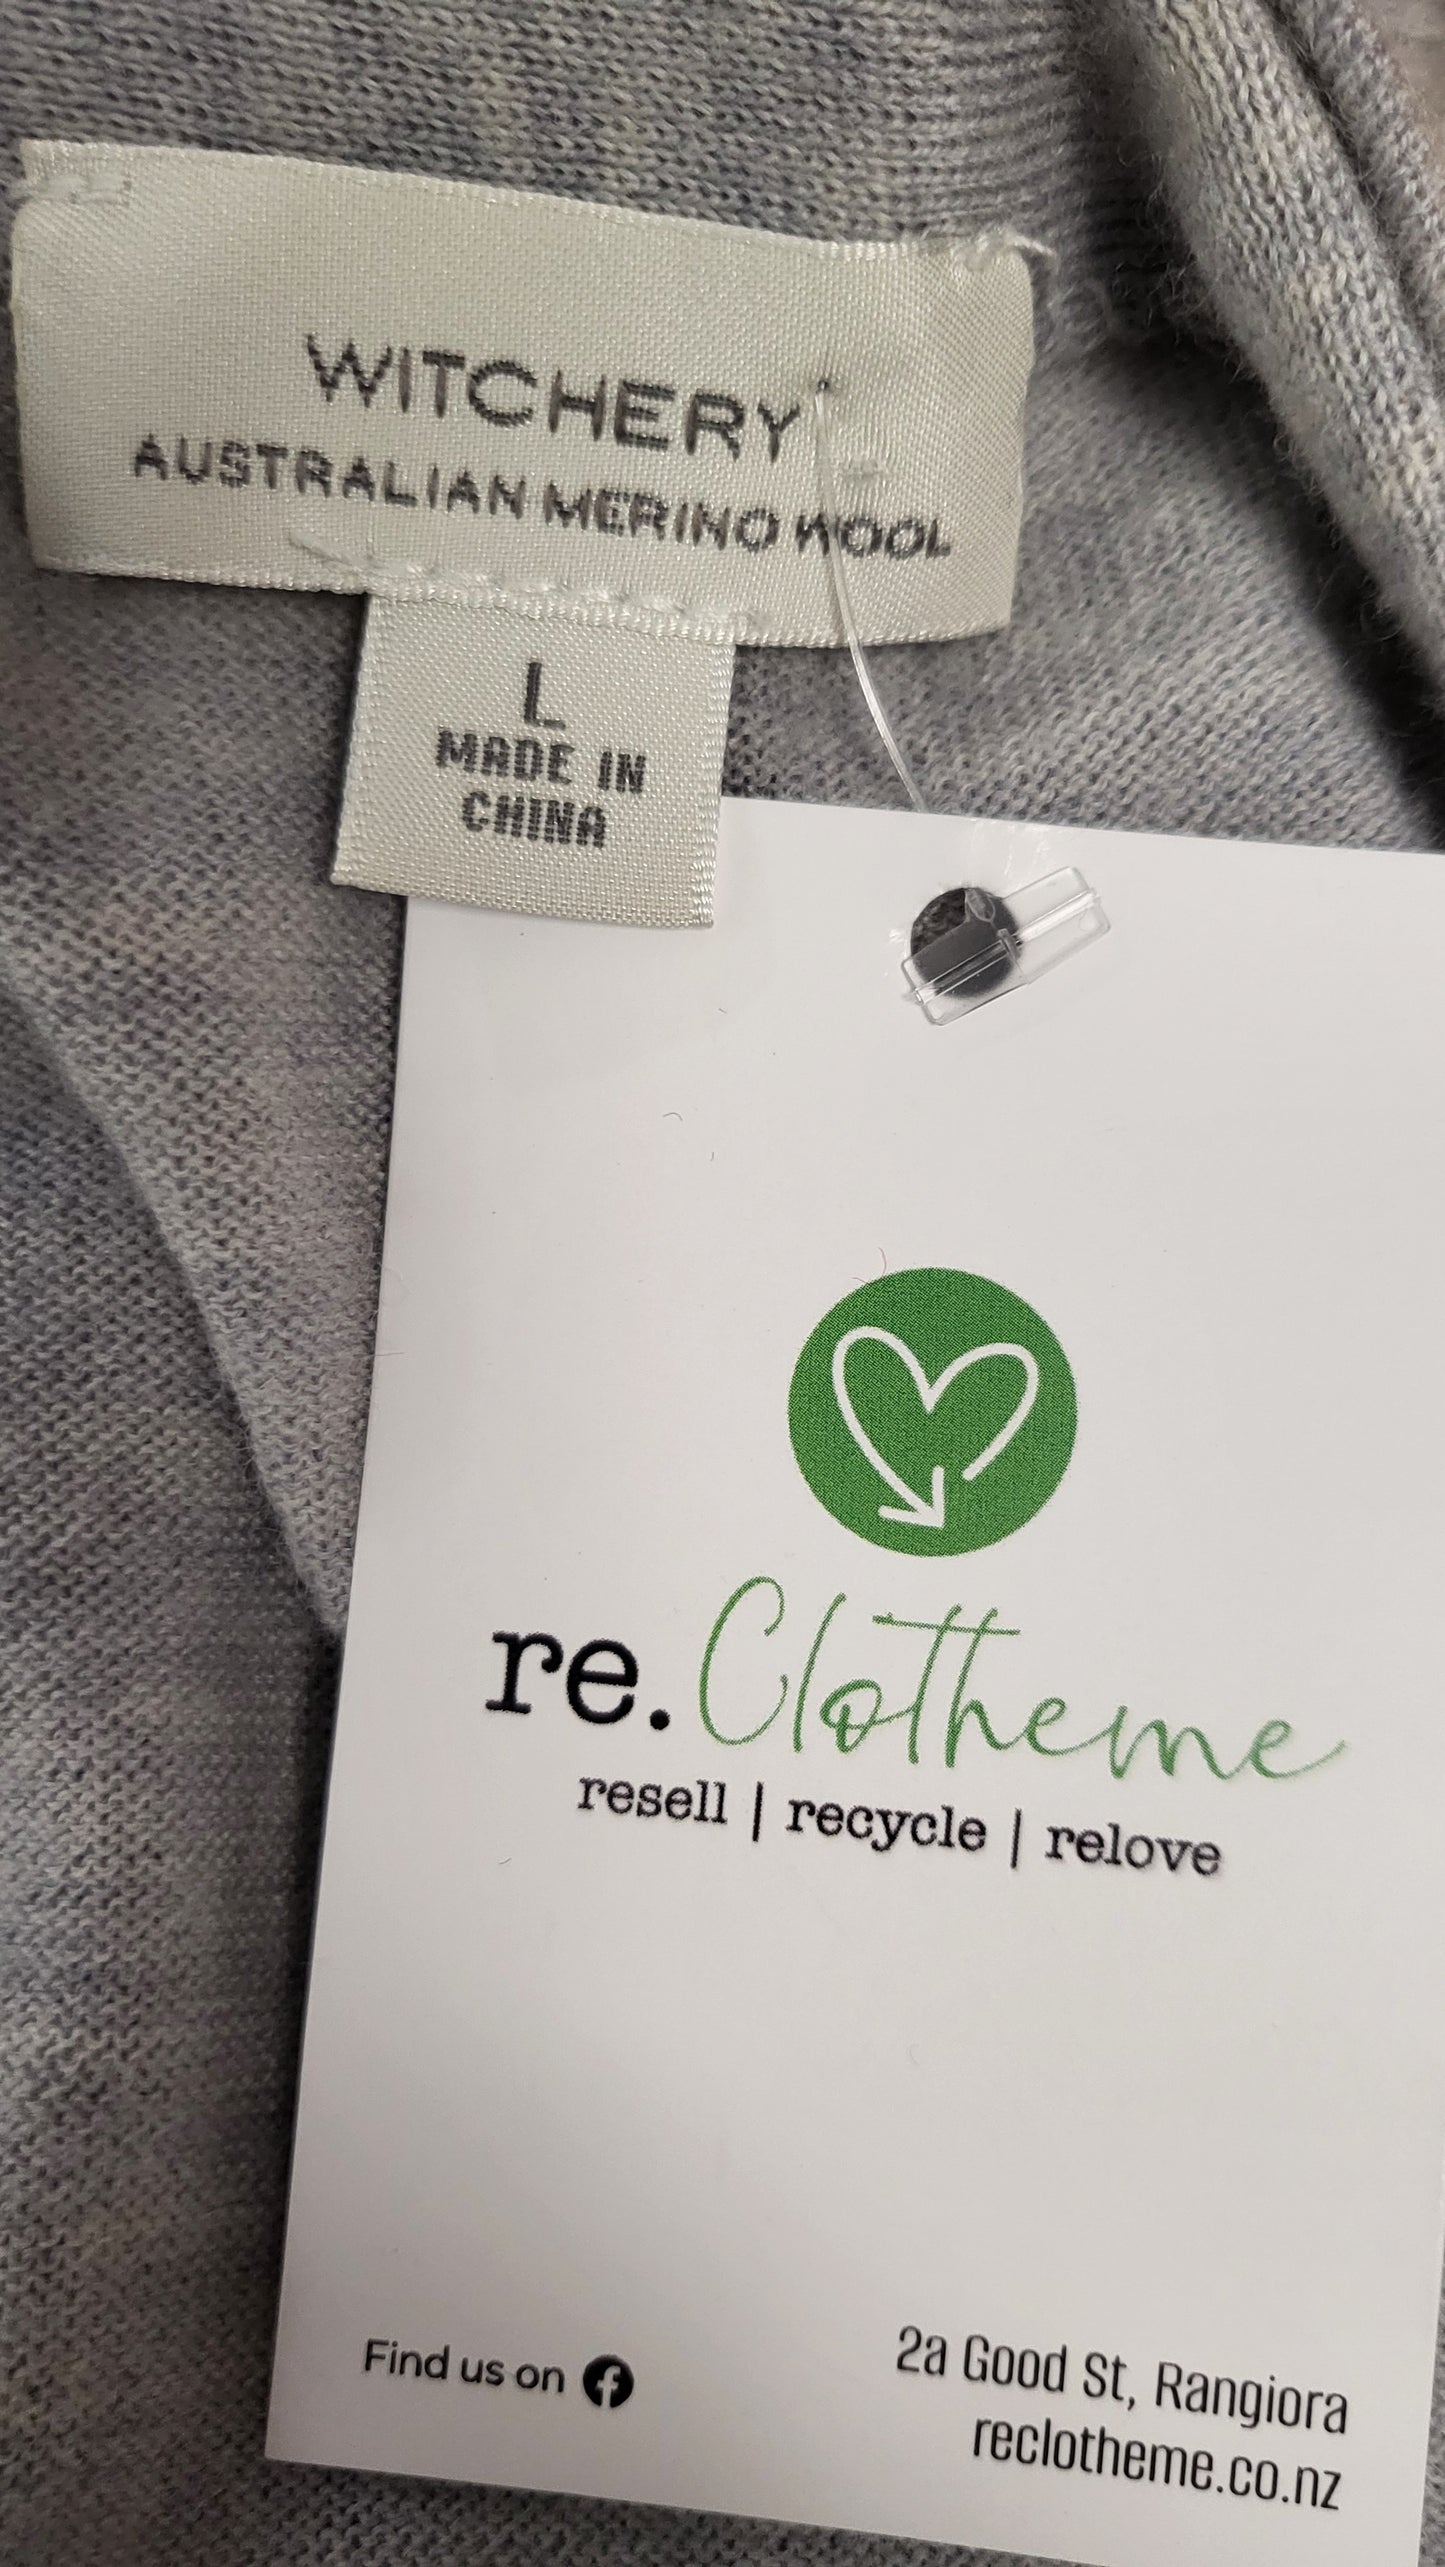 WITCHERY
AUSTRALIAN MERINO WOOL
L
MADE IN
CHINA
re.Clotheme
resell | recycle | relove
Find us on
2a Good St, Rangiora
reclotheme.co.nz